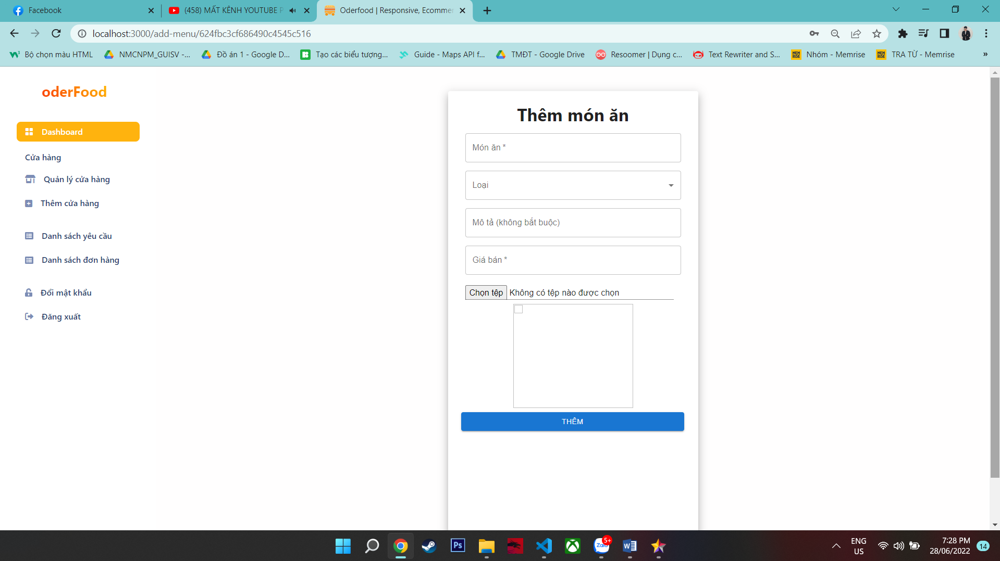 Facebook
(458) MẤT KÊNH YOUTUBE
Oderfood | Responsive, Ecommer
localhost:3000/add-menu/624fbc3cf686490c4545c516
Bộ chọn màu HTML
NMCNPM_GUISV -...
Đồ án 1 - Google D...
Tạo các biểu tượng...
Guide - Maps API f...
TMĐT - Google Drive
Resoomer | Dụng c...
Text Rewriter and S...
Nhóm - Memrise
TRA TỪ - Memrise
»
oderFood
Dashboard
Cửa hàng
Quản lý cửa hàng
Thêm cửa hàng
Danh sách yêu cầu
Danh sách đơn hàng
Đổi mật khẩu
Đăng xuất
Thêm món ăn
Món ăn *
Loại
Mô tả (không bắt buộc)
Giá bán *
Chọn tệp Không có tệp nào được chọn
THÊM
Ps
Zalo
5+
ENG
US
7:28 PM
28/06/2022
14